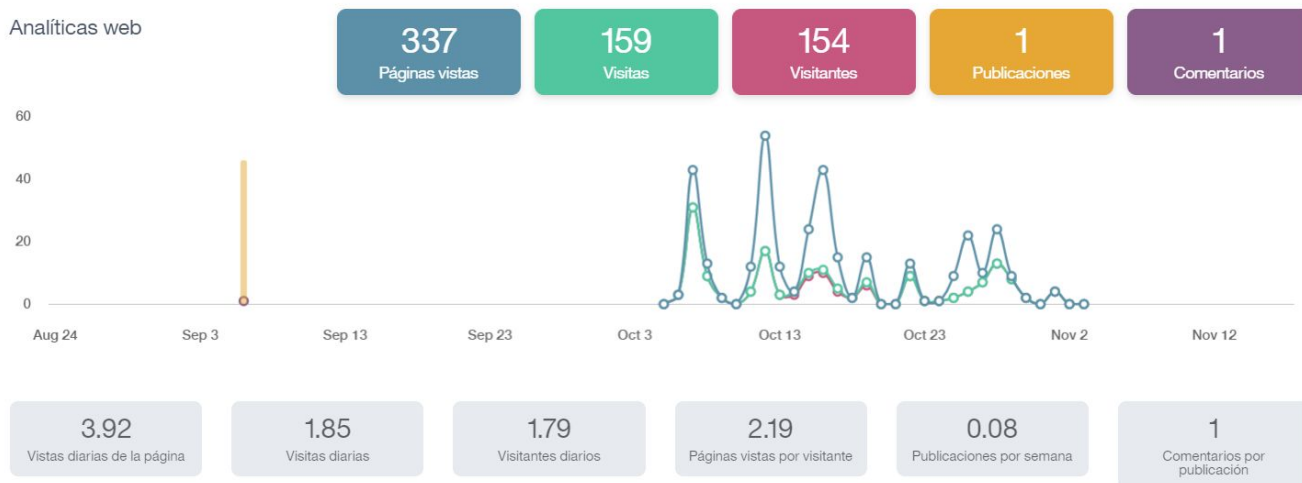 Analíticas web
337
Páginas vistas
159
Visitas
154
Visitantes
1
Publicaciones
1
Comentarios
60
40
20
0
Aug 24
Sep 3
Sep 13
Sep 23
Oct 3
Oct 13
Oct 23
Nov 2
Nov 12
3.92
Vistas diarias de la página
1.85
Visitas diarias
1.79
Visitantes diarios
2.19
Páginas vistas por visitante
0.08
Publicaciones por semana
1
Comentarios por
publicación